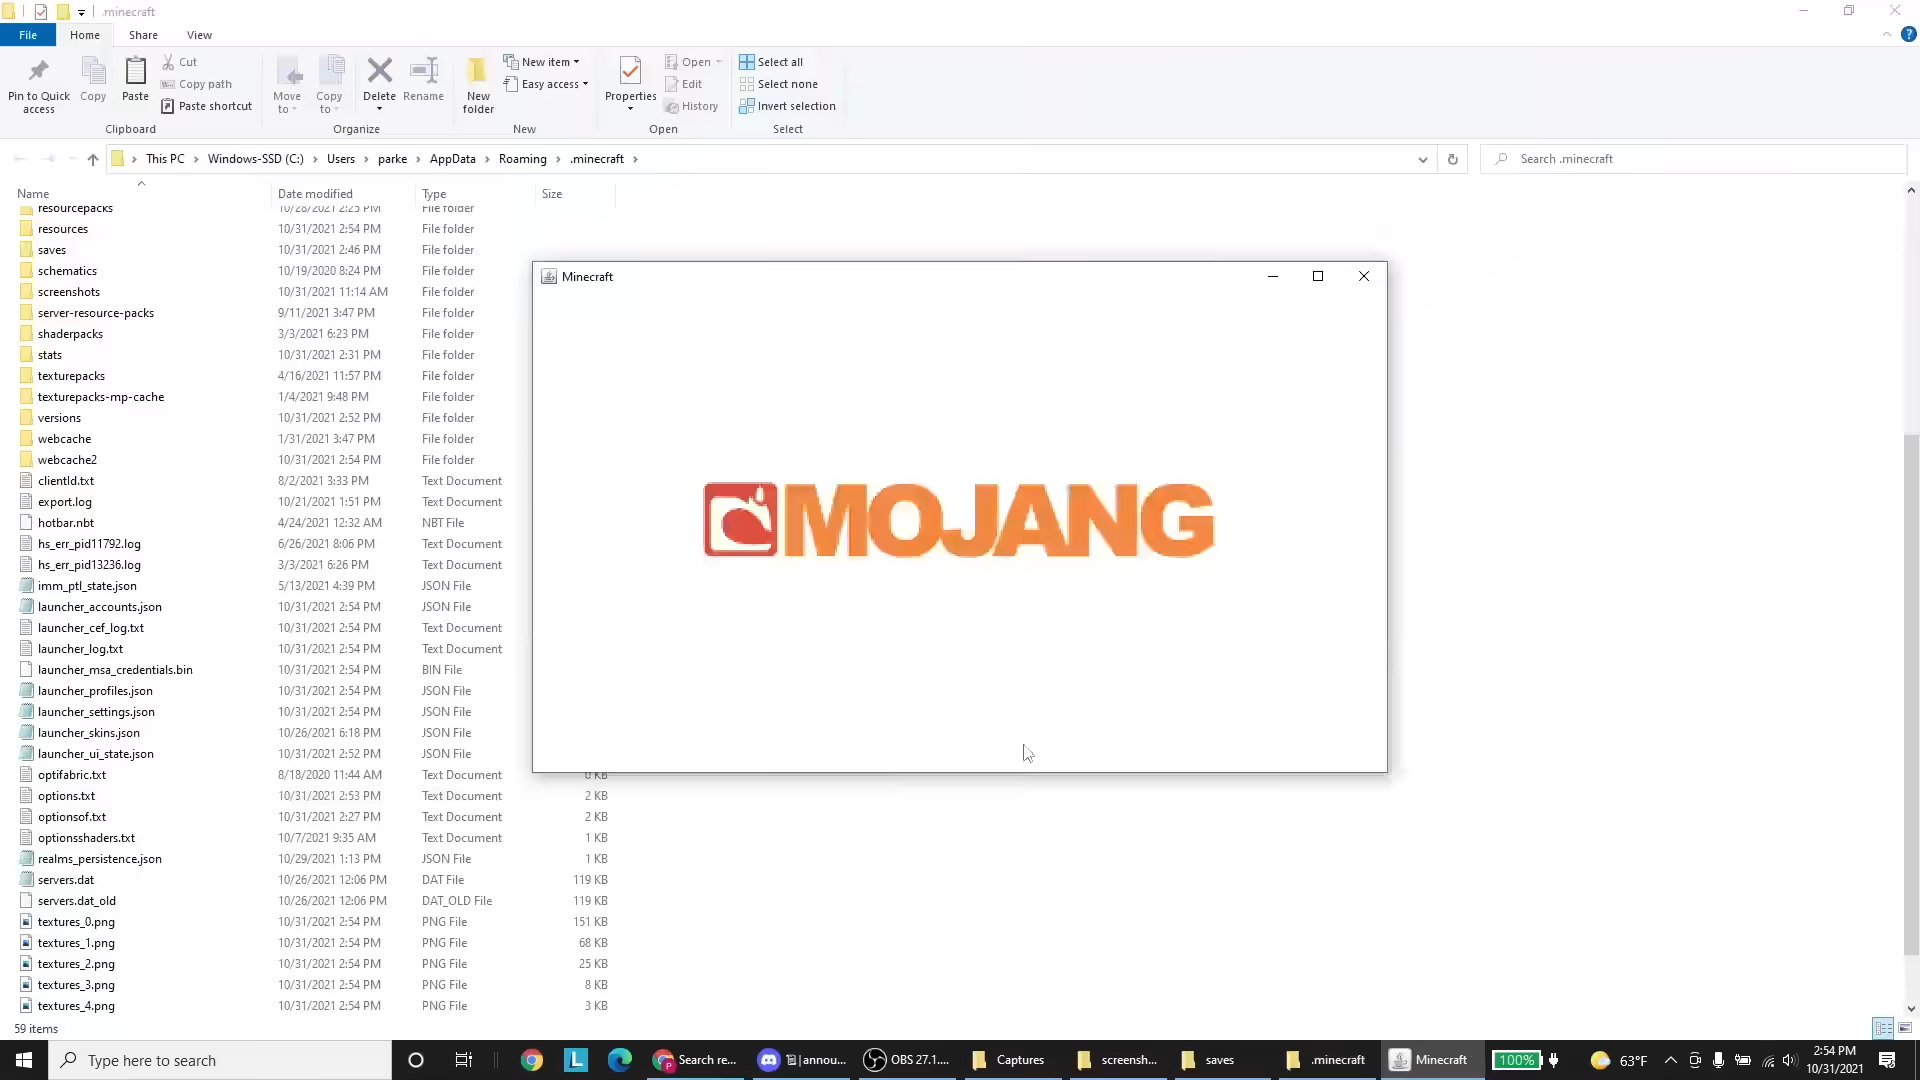 .minecraft
File Home Share View
Pin to Quick access
Copy
Paste
Cut
Copy path
Paste shortcut
Clipboard
Move to
Copy to
Delete
Rename
Organize
New folder
New item
Easy access
New
Properties
Open
Edit
History
Open
Select all
Select none
Invert selection
Select
This PC Windows-SSD (C:) Users parke AppData Roaming .minecraft
Search .minecraft
Name Date modified Type Size
resourcepacks 10/28/2021 2:25 PM File folder
resources 10/31/2021 2:54 PM File folder
saves 10/31/2021 2:46 PM File folder
schematics 10/19/2020 8:24 PM File folder
screenshots 10/31/2021 11:14 AM File folder
server-resource-packs 9/11/2021 3:47 PM File folder
shaderpacks 3/3/2021 6:23 PM File folder
stats 10/31/2021 2:31 PM File folder
texturepacks 4/16/2021 11:57 PM File folder
texturepacks-mp-cache 1/4/2021 9:48 PM File folder
versions 10/31/2021 2:52 PM File folder
webcache 1/31/2021 3:47 PM File folder
webcache2 10/31/2021 2:54 PM File folder
clientId.txt 8/2/2021 3:33 PM Text Document
export.log 10/21/2021 1:51 PM Text Document
hotbar.nbt 4/24/2021 12:32 AM NBT File
hs_err_pid11792.log 6/26/2021 8:06 PM Text Document
hs_err_pid13236.log 3/3/2021 6:26 PM Text Document
imm_ptl_state.json 5/13/2021 4:39 PM JSON File
launcher_accounts.json 10/31/2021 2:54 PM JSON File
launcher_cef_log.txt 10/31/2021 2:54 PM Text Document
launcher_log.txt 10/31/2021 2:54 PM Text Document
launcher_msa_credentials.bin 10/31/2021 2:54 PM BIN File
launcher_profiles.json 10/31/2021 2:54 PM JSON File
launcher_settings.json 10/31/2021 2:54 PM JSON File
launcher_skins.json 10/26/2021 6:18 PM JSON File
launcher_ui_state.json 10/31/2021 2:52 PM JSON File
optifabric.txt 8/18/2020 11:44 AM Text Document 0 KB
options.txt 10/31/2021 2:53 PM Text Document 2 KB
optionsof.txt 10/31/2021 2:27 PM Text Document 2 KB
optionsshaders.txt 10/7/2021 9:35 AM Text Document 1 KB
realms_persistence.json 10/29/2021 1:13 PM JSON File 1 KB
servers.dat 10/26/2021 12:06 PM DAT File 119 KB
servers.dat_old 10/26/2021 12:06 PM DAT_OLD File 119 KB
textures_0.png 10/31/2021 2:54 PM PNG File 151 KB
textures_1.png 10/31/2021 2:54 PM PNG File 68 KB
textures_2.png 10/31/2021 2:54 PM PNG File 25 KB
textures_3.png 10/31/2021 2:54 PM PNG File 8 KB
textures_4.png 10/31/2021 2:54 PM PNG File 3 KB
59 items
Minecraft
MOJANG
Type here to search
Search re...
announ...
OBS 27.1....
Captures
screensh...
saves
.minecraft
Minecraft
100%
63°F
2:54 PM
10/31/2021